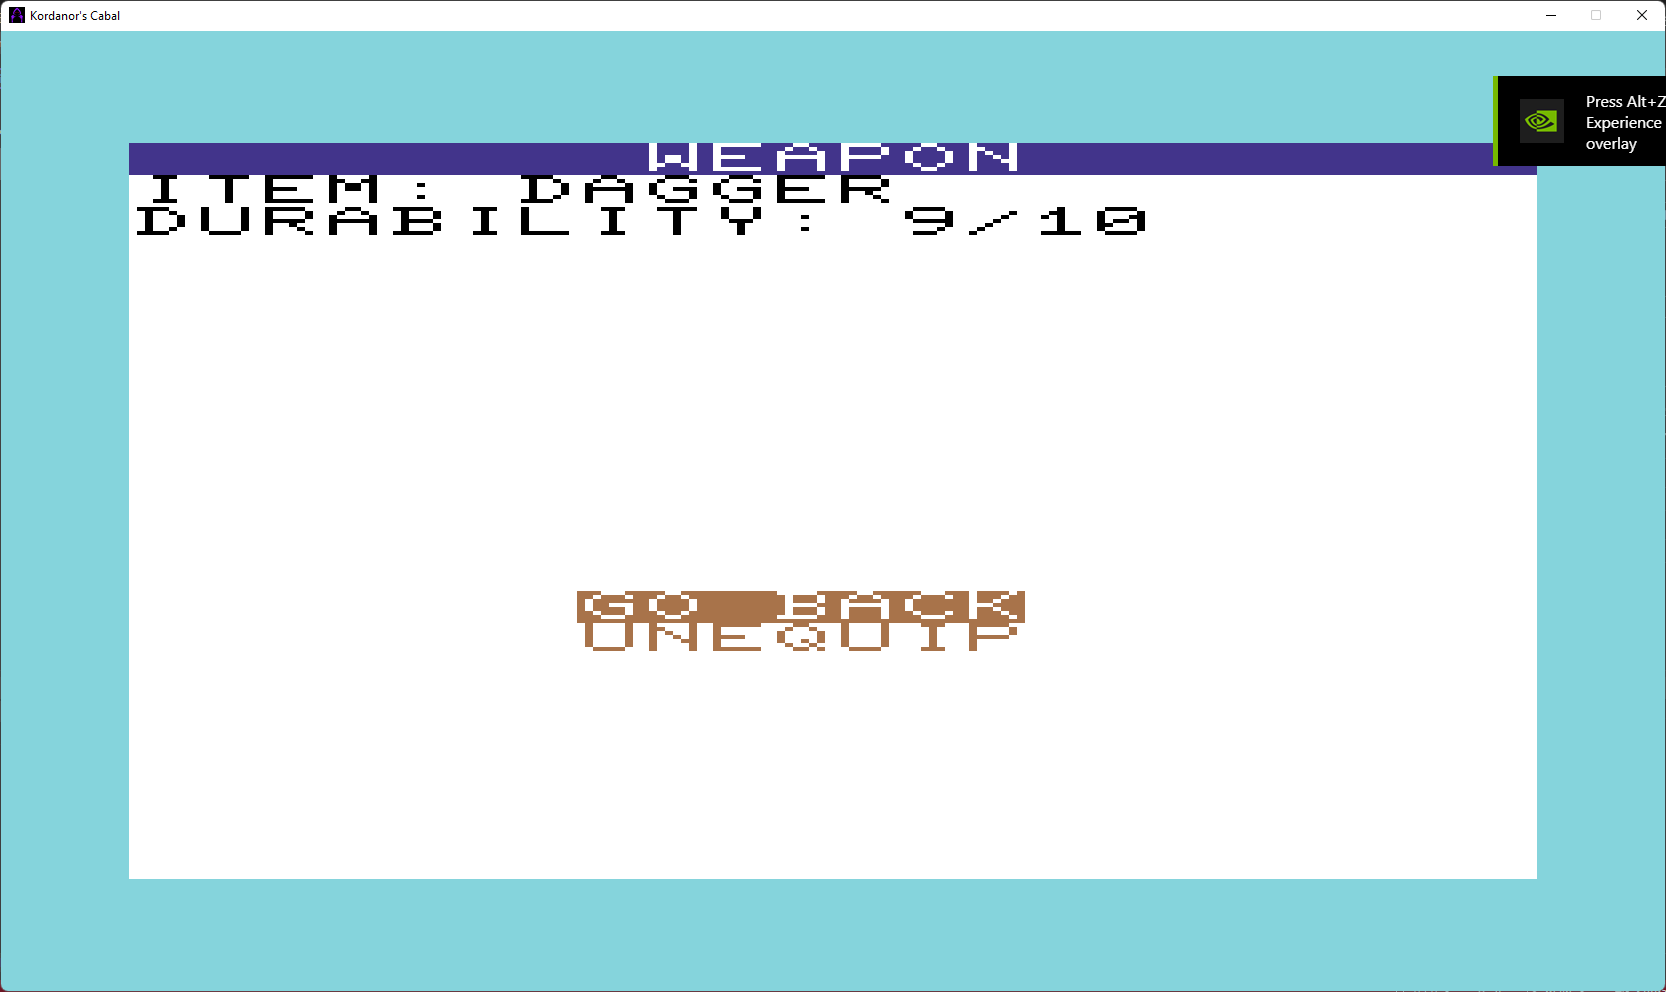 Kordanor's Cabal
Press Alt+Z
Experience
overlay
WEAPON
ITEM: DAGGER
DURABILITY: 9/10
GO BACK
UNEQUIP